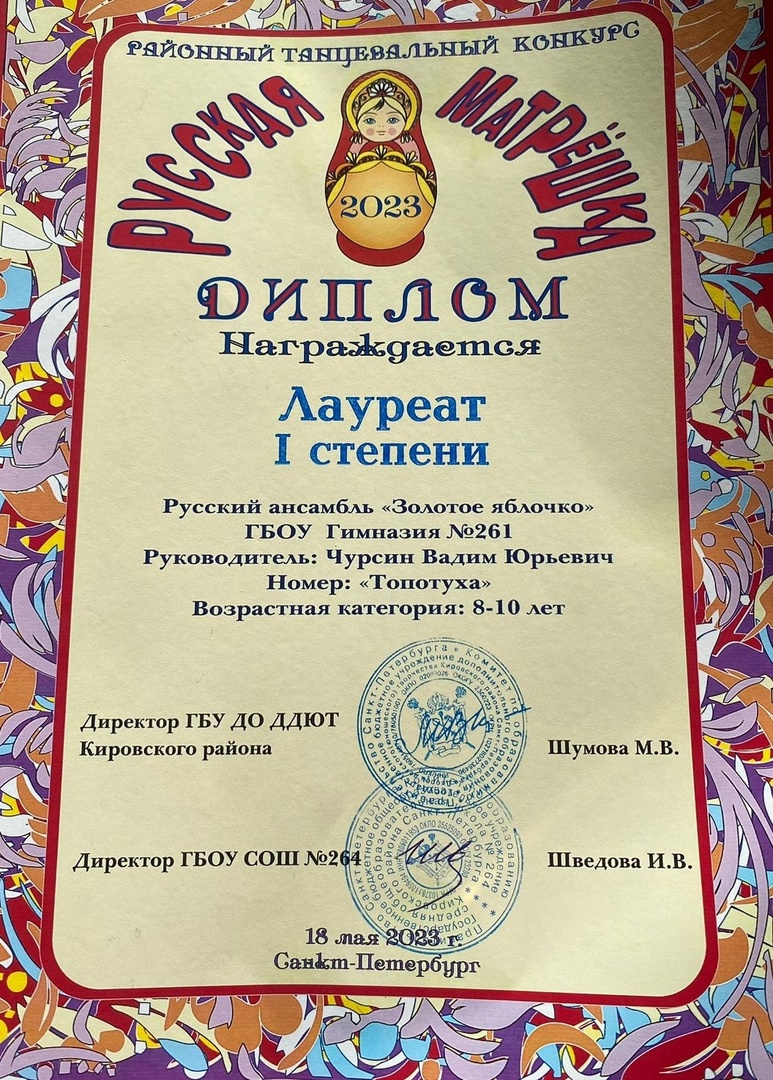 РАЙОННЫЙ ТАНЦЕВАЛЬНЫЙ КОНКУРС
РУССКАЯ МАТРЁШКА
2023
ДИПЛОМ
Награждается
Лауреат
I степени
Русский ансамбль «Золотое яблочко»
ГБОУ Гимназия №261
Руководитель: Чурсин Вадим Юрьевич
Номер: «Топотуха»
Возрастная категория: 8-10 лет
Директор ГБУ ДО ДДЮТ
Кировского района
Шумова М.В.
Директор ГБОУ СОШ №264
Шведова И.В.
18 мая 2023 г.
Санкт-Петербург